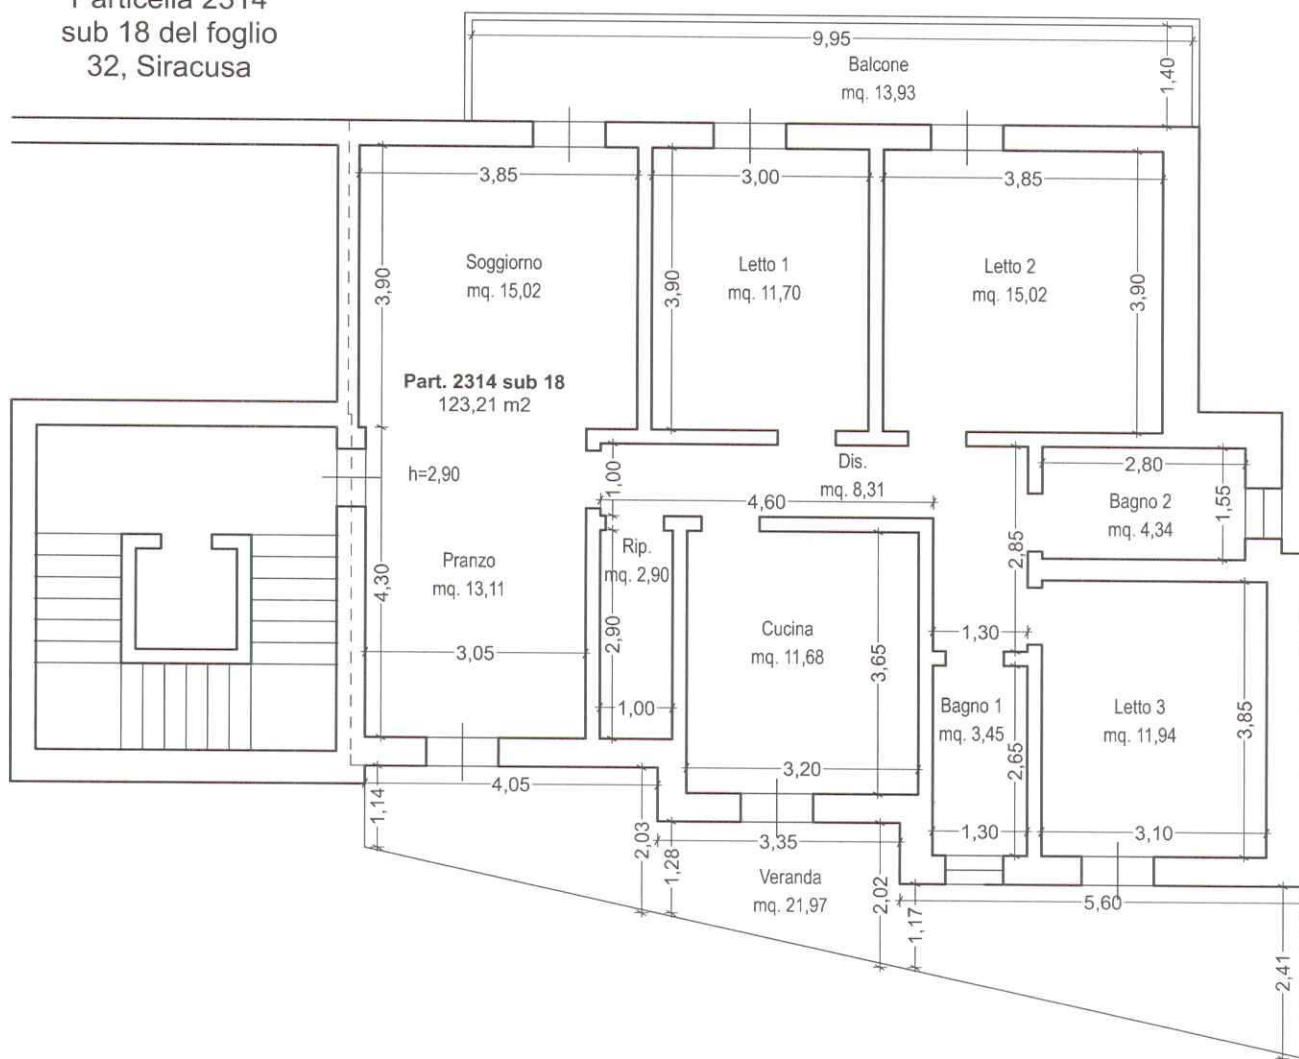 Particella 2314
sub 18 del foglio
32, Siracusa
9,95
Balcone
mq. 13,93
1,40
3,85
3,00
3,85
3,90
Soggiorno
mq. 15,02
3,90
Letto 1
mq. 11,70
Letto 2
mq. 15,02
3,90
Part. 2314 sub 18
123,21 m2
h=2,90
1,00
4,60
Dis.
mq. 8,31
2,80
Bagno 2
mq. 4,34
1,55
2,85
Pranzo
mq. 13,11
4,30
3,05
Rip.
mq. 2,90
2,90
1,00
Cucina
mq. 11,68
3,65
3,20
1,30
Bagno 1
mq. 3,45
2,65
1,30
Letto 3
mq. 11,94
3,85
3,10
1,14
4,05
2,03
1,28
3,35
Veranda
mq. 21,97
2,02
1,17
5,60
2,41